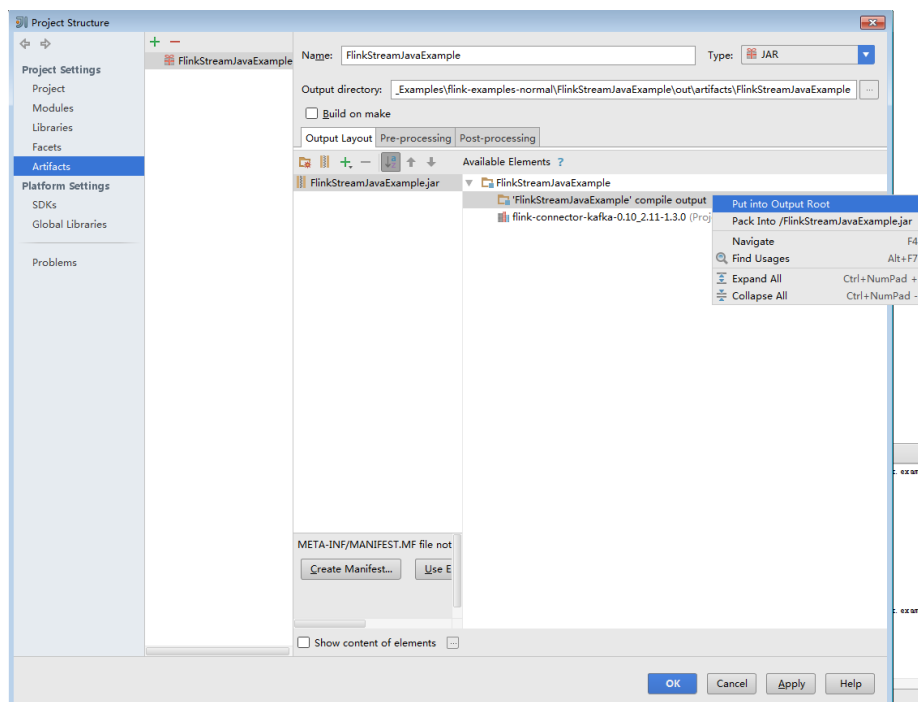 Project Structure
Project Settings
Project
Modules
Libraries
Facets
Artifacts
Platform Settings
SDKs
Global Libraries
Problems
FlinkStreamJavaExample
Name: FlinkStreamJavaExample
Type: JAR
Output directory: _Examples\flink-examples-normal\FlinkStreamJavaExample\out\artifacts\FlinkStreamJavaExample ...
Build on make
Output Layout Pre-processing Post-processing
Available Elements ?
FlinkStreamJavaExample.jar
FlinkStreamJavaExample
'FlinkStreamJavaExample' compile output
flink-connector-kafka-0.10_2.11-1.3.0 (Proj
Put into Output Root
Pack Into /FlinkStreamJavaExample.jar
Navigate F4
Find Usages Alt+F7
Expand All Ctrl+NumPad +
Collapse All Ctrl+NumPad -
META-INF/MANIFEST.MF file not
Create Manifest... Use E
Show content of elements ...
OK Cancel Apply Help